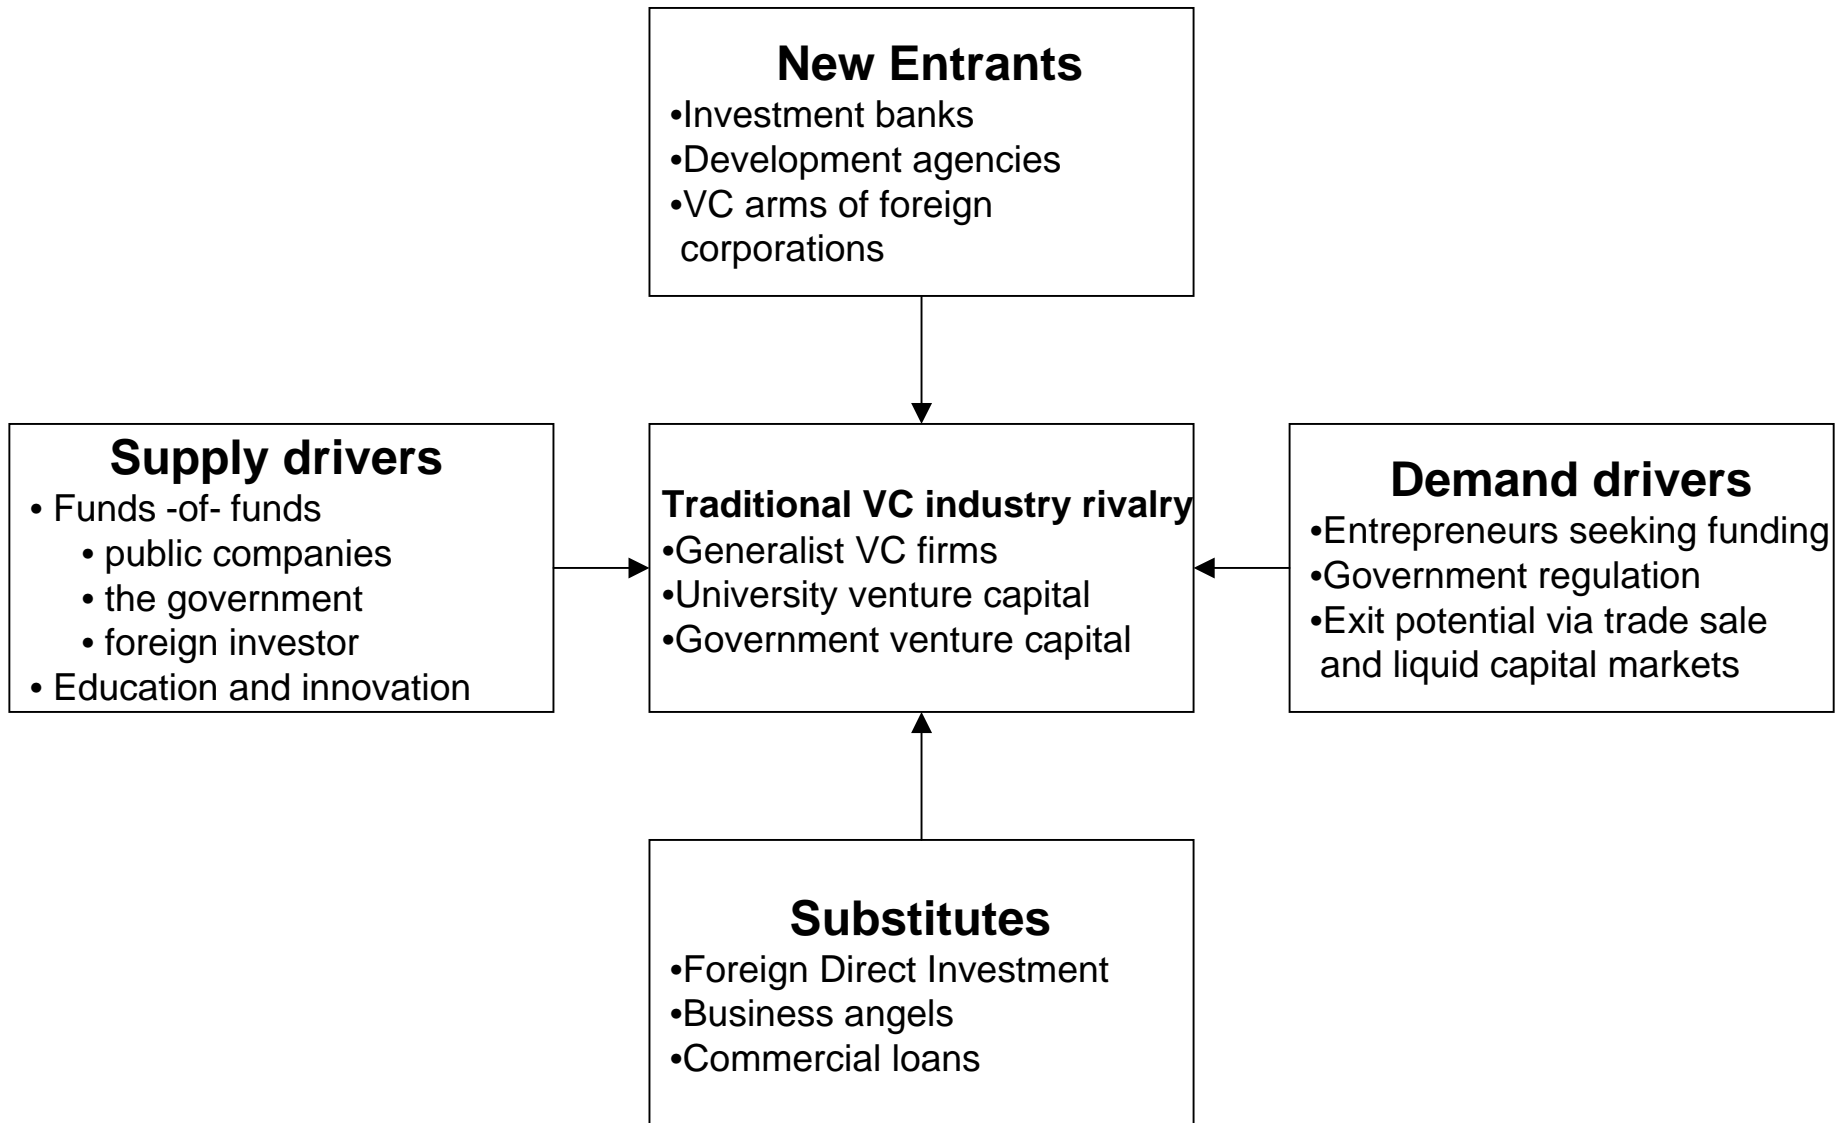 New Entrants
•Investment banks
•Development agencies
•VC arms of foreign
corporations
Supply drivers
• Funds -of- funds
• public companies
• the government
• foreign investor
• Education and innovation
Traditional VC industry rivalry
•Generalist VC firms
•University venture capital
•Government venture capital
Demand drivers
•Entrepreneurs seeking funding
•Government regulation
•Exit potential via trade sale
and liquid capital markets
Substitutes
•Foreign Direct Investment
•Business angels
•Commercial loans